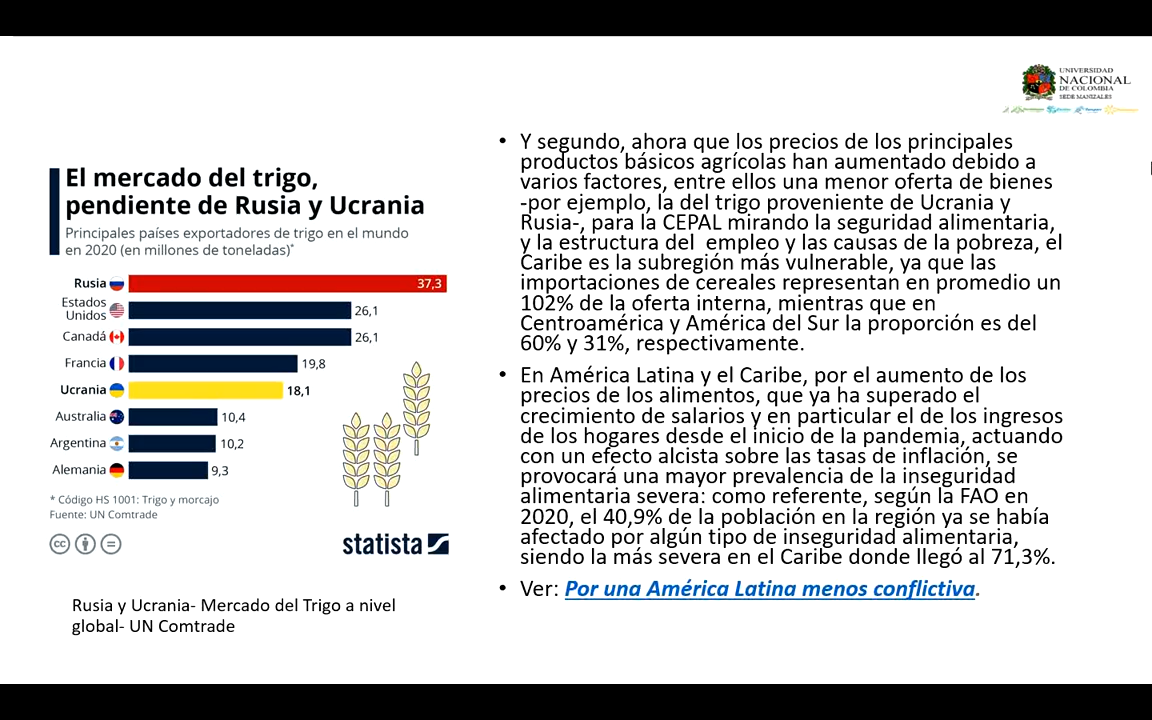 UNIVERSIDAD
NACIONAL
DE COLOMBIA
SEDE MANIZALES
El mercado del trigo,
pendiente de Rusia y Ucrania
Principales países exportadores de trigo en el mundo
en 2020 (en millones de toneladas)*
Rusia 37,3
Estados
Unidos 26,1
Canadá 26,1
Francia 19,8
Ucrania 18,1
Australia 10,4
Argentina 10,2
Alemania 9,3
* Código HS 1001: Trigo y morcajo
Fuente: UN Comtrade
cc
statista
Rusia y Ucrania- Mercado del Trigo a nivel
global- UN Comtrade
• Y segundo, ahora que los precios de los principales
productos básicos agrícolas han aumentado debido a
varios factores, entre ellos una menor oferta de bienes
-por ejemplo, la del trigo proveniente de Ucrania y
Rusia-, para la CEPAL mirando la seguridad alimentaria,
y la estructura del empleo y las causas de la pobreza, el
Caribe es la subregión más vulnerable, ya que las
importaciones de cereales representan en promedio un
102% de la oferta interna, mientras que en
Centroamérica y América del Sur la proporción es del
60% y 31%, respectivamente.
• En América Latina y el Caribe, por el aumento de los
precios de los alimentos, que ya ha superado el
crecimiento de salarios y en particular el de los ingresos
de los hogares desde el inicio de la pandemia, actuando
con un efecto alcista sobre las tasas de inflación, se
provocará una mayor prevalencia de la inseguridad
alimentaria severa: como referente, según la FAO en
2020, el 40,9% de la población en la región ya se había
afectado por algún tipo de inseguridad alimentaria,
siendo la más severa en el Caribe donde llegó al 71,3%.
• Ver: Por una América Latina menos conflictiva.